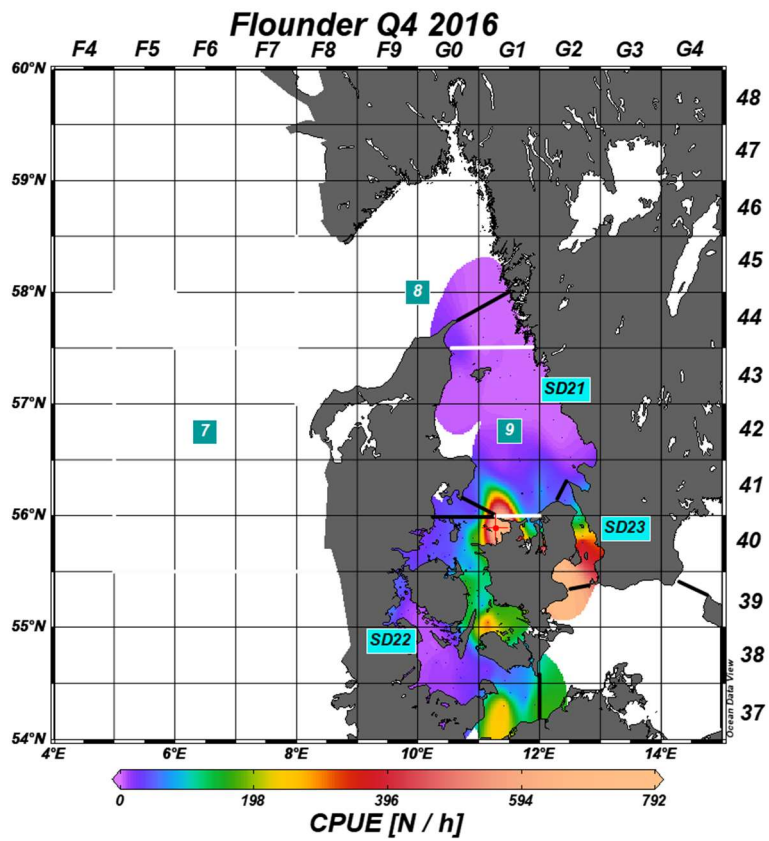 Flounder Q4 2016
F4 F5 F6 F7 F8 F9 G0 G1 G2 G3 G4
60°N
48
47
59°N
46
45
58°N
8
44
43
SD21
57°N
7
9
42
41
56°N
SD23
40
39
55°N
SD22
38
37
54°N
Ocean Data View
4°E 6°E 8°E 10°E 12°E 14°E
0 198 396 594 792
CPUE [N / h]